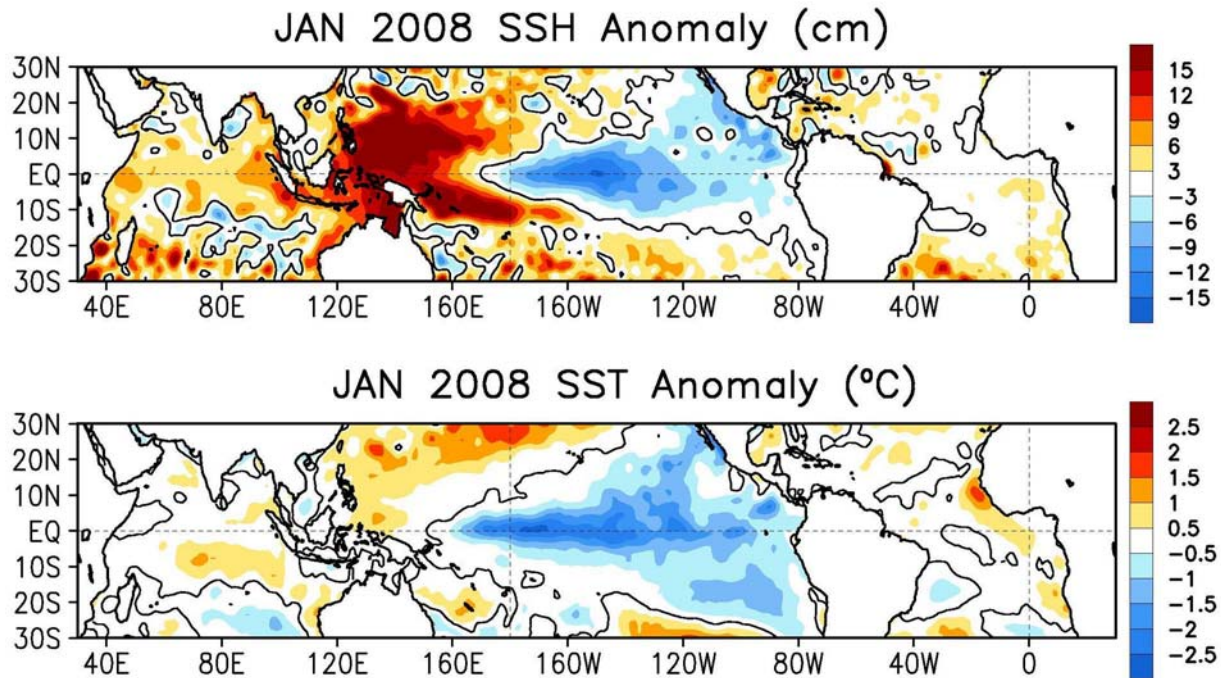 JAN 2008 SSH Anomaly (cm)
30N
20N
10N
EQ
10S
20S
30S
40E 80E 120E 160E 160W 120W 80W 40W 0
15
12
9
6
3
-3
-6
-9
-12
-15
JAN 2008 SST Anomaly (°C)
30N
20N
10N
EQ
10S
20S
30S
40E 80E 120E 160E 160W 120W 80W 40W 0
2.5
2
1.5
1
0.5
-0.5
-1
-1.5
-2
-2.5